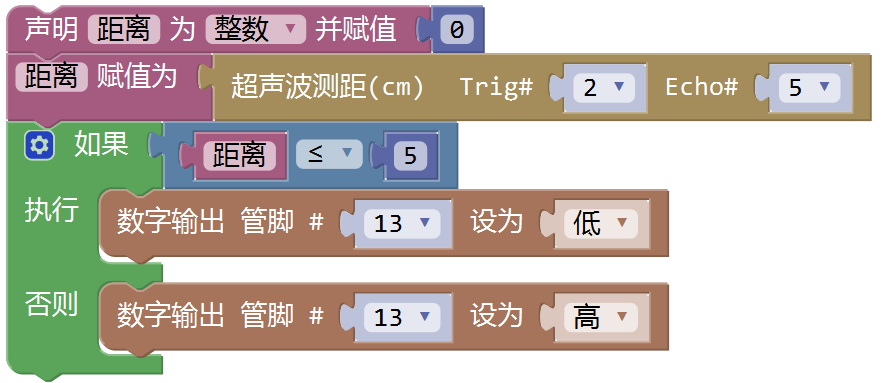 声明 距离 为 整数 并赋值 0
距离 赋值为 超声波测距(cm) Trig# 2 Echo# 5
如果 距离 ≤ 5
执行 数字输出 管脚 # 13 设为 低
否则 数字输出 管脚 # 13 设为 高